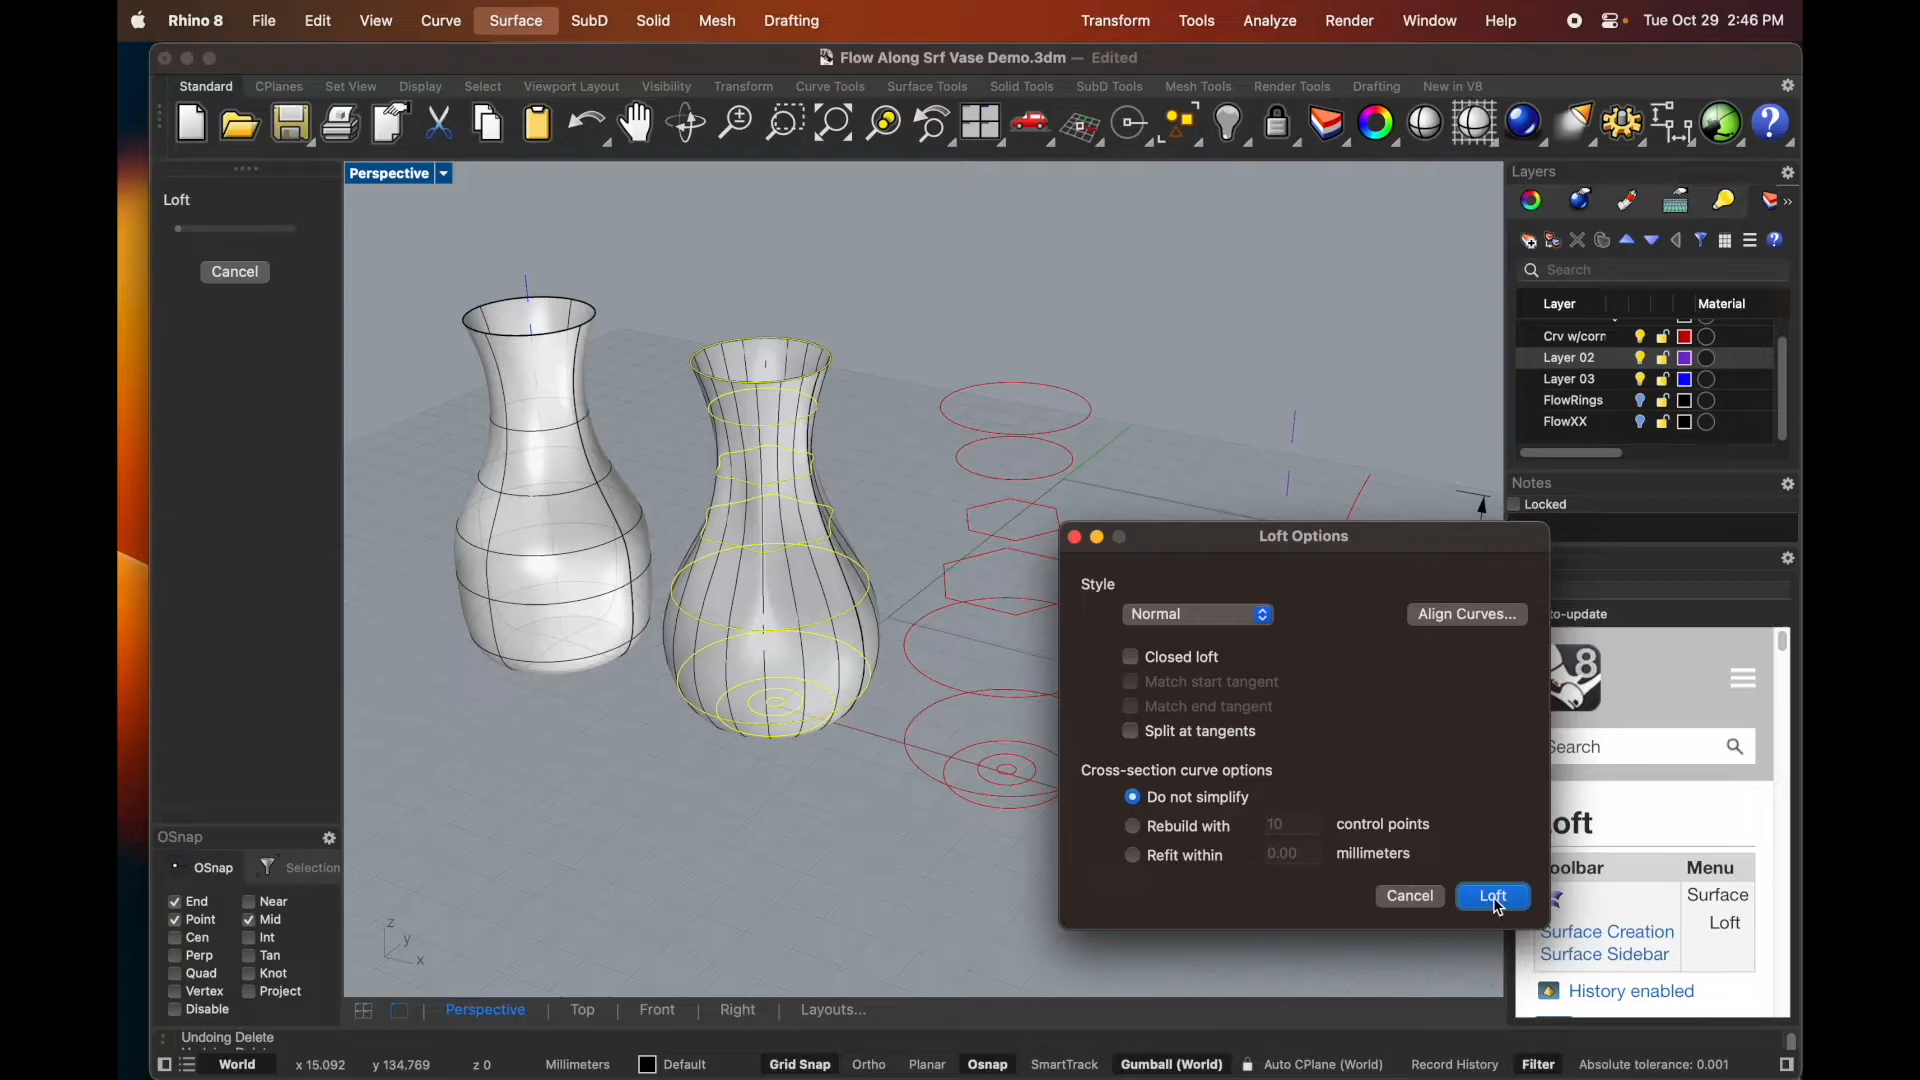 Rhino 8 File Edit View Curve Surface SubD Solid Mesh Drafting Transform Tools Analyze Render Window Help Tue Oct 29 2:46 PM
Flow Along Srf Vase Demo.3dm — Edited
Standard CPlanes Set View Display Select Viewport Layout Visibility Transform Curve Tools Surface Tools Solid Tools SubD Tools Mesh Tools Render Tools Drafting New in V8
Loft
Cancel
Perspective
Layers
Search
Layer Material
Crv w/corn
Layer 02
Layer 03
FlowRings
FlowXX
Notes
Locked
Loft Options
Style
Normal
Align Curves...
Closed loft
Match start tangent
Match end tangent
Split at tangents
Cross-section curve options
Do not simplify
Rebuild with 10 control points
Refit within 0.00 millimeters
Cancel Loft
to-update
8
Search
oft
oolbar Menu
Surface
Loft
Surface Creation
Surface Sidebar
History enabled
OSnap
OSnap Selection
End Near
Point Mid
Cen Int
Perp Tan
Quad Knot
Vertex Project
Disable
z
y
x
Perspective Top Front Right Layouts...
Undoing Delete
World x 15.092 y 134.769 z 0 Millimeters Default Grid Snap Ortho Planar Osnap SmartTrack Gumball (World) Auto CPlane (World) Record History Filter Absolute tolerance: 0.001